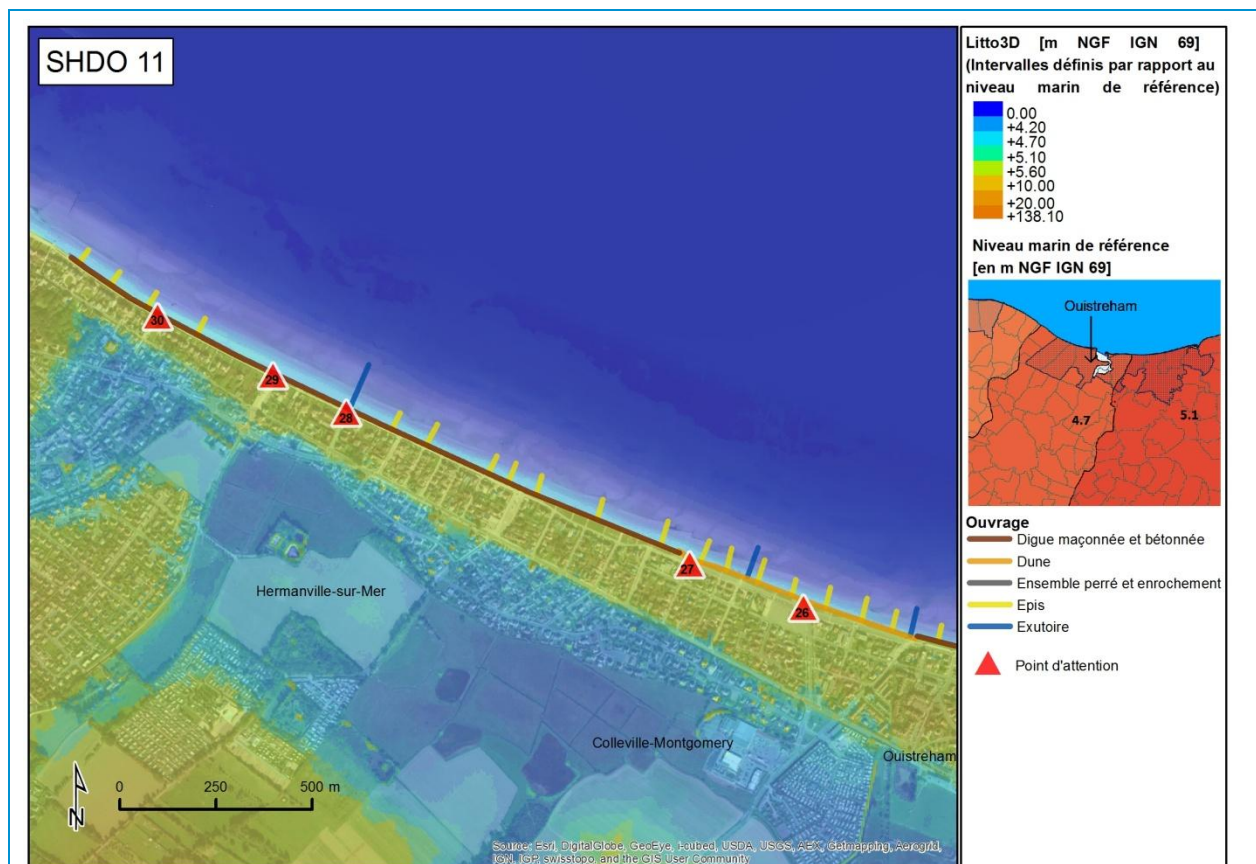 SHDO 11
30
29
28
27
26
Hermanville-sur-Mer
Colleville-Montgomery
Ouistreham
0 250 500 m
N
Source: Esri, DigitalGlobe, GeoEye, i-cubed, USDA, USGS, AEX, Getmapping, Aerogrid,
IGN, IGP, swisstopo, and the GIS User Community
Litto3D [m NGF IGN 69]
(Intervalles définis par rapport au
niveau marin de référence)
0.00
+4.20
+4.70
+5.10
+5.60
+10.00
+20.00
+138.10
Niveau marin de référence
[en m NGF IGN 69]
Ouistreham
4.7
5.1
Ouvrage
Digue maçonnée et bétonnée
Dune
Ensemble perré et enrochement
Epis
Exutoire
Point d'attention